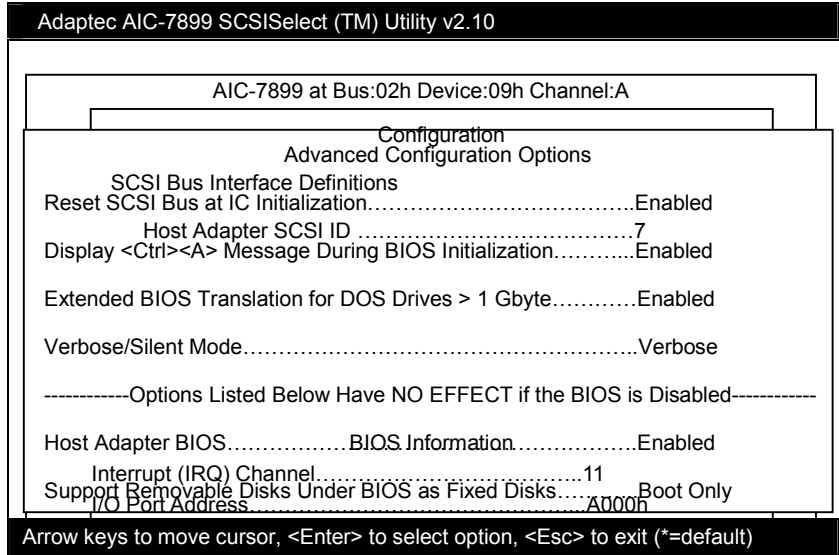 Adaptec AIC-7899 SCSISelect (TM) Utility v2.10
AIC-7899 at Bus:02h Device:09h Channel:A
Configuration
Advanced Configuration Options
SCSI Bus Interface Definitions
Reset SCSI Bus at IC Initialization……………………………….Enabled
Host Adapter SCSI ID …………………………………7
Display <Ctrl><A> Message During BIOS Initialization………...Enabled
Extended BIOS Translation for DOS Drives > 1 Gbyte…………Enabled
Verbose/Silent Mode……………………………………………….Verbose
------------Options Listed Below Have NO EFFECT if the BIOS is Disabled------------
Host Adapter BIOS………………………………………………….Enabled
BIOS Information
Interrupt (IRQ) Channel……………………………….11
Support Removable Disks Under BIOS as Fixed Disks……….Boot Only
I/O Port Address………………………………………..A000h
Arrow keys to move cursor, <Enter> to select option, <Esc> to exit (*=default)